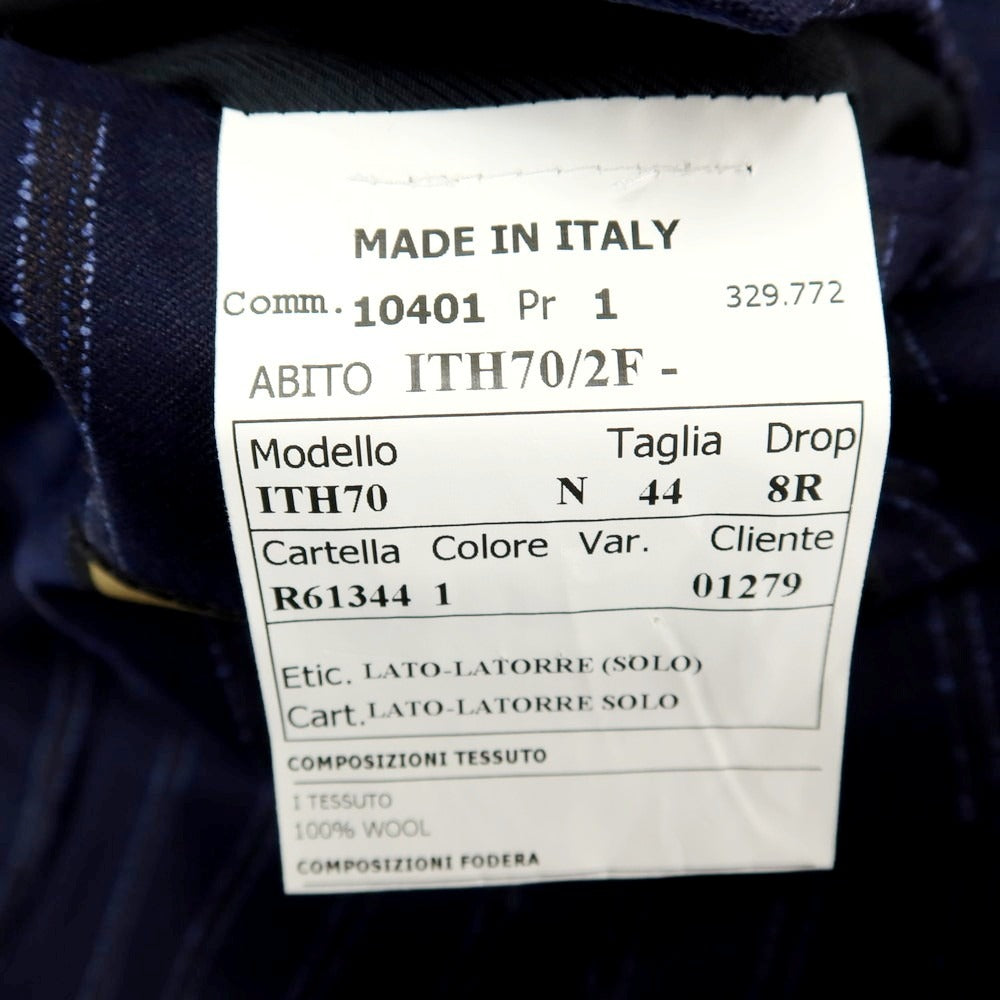 MADE IN ITALY
Comm. 10401 Pr 1 329.772
ABITO ITH70/2F -
Modello Taglia Drop
ITH70 N 44 8R
Cartella Colore Var. Cliente
R61344 1 01279
Etic. LATO-LATORRE (SOLO)
Cart. LATO-LATORRE SOLO
COMPOSIZIONI TESSUTO
I TESSUTO
100% WOOL
COMPOSIZIONI FODERA